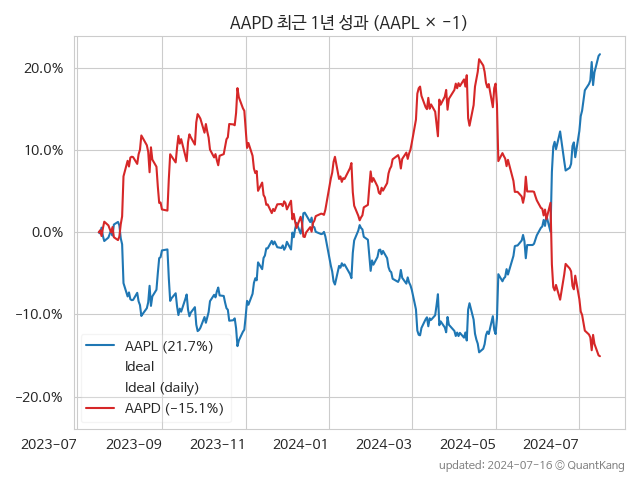 AAPD 최근 1년 성과 (AAPL × −1)
20.0%
10.0%
0.0%
−10.0%
−20.0%
AAPL (21.7%)
Ideal
Ideal (daily)
AAPD (−15.1%)
2023−07
2023−09
2023−11
2024−01
2024−03
2024−05
2024−07
updated: 2024-07-16 © QuantKang